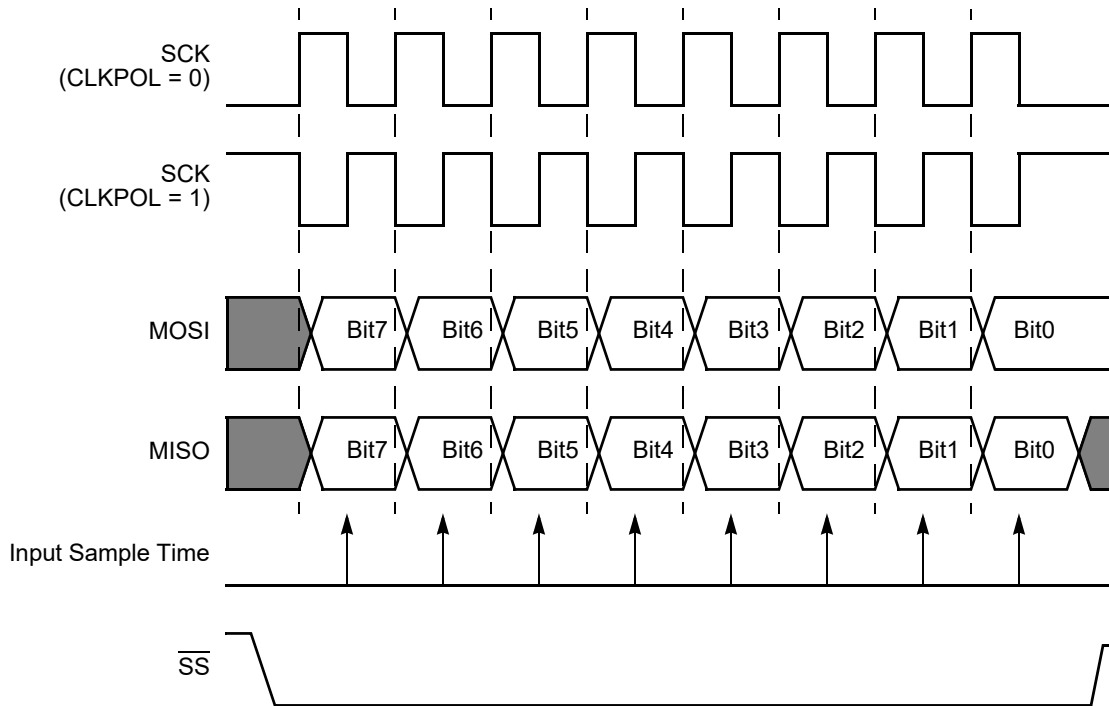 SCK
(CLKPOL = 0)
SCK
(CLKPOL = 1)
MOSI
Bit7 Bit6 Bit5 Bit4 Bit3 Bit2 Bit1 Bit0
MISO
Bit7 Bit6 Bit5 Bit4 Bit3 Bit2 Bit1 Bit0
Input Sample Time
SS